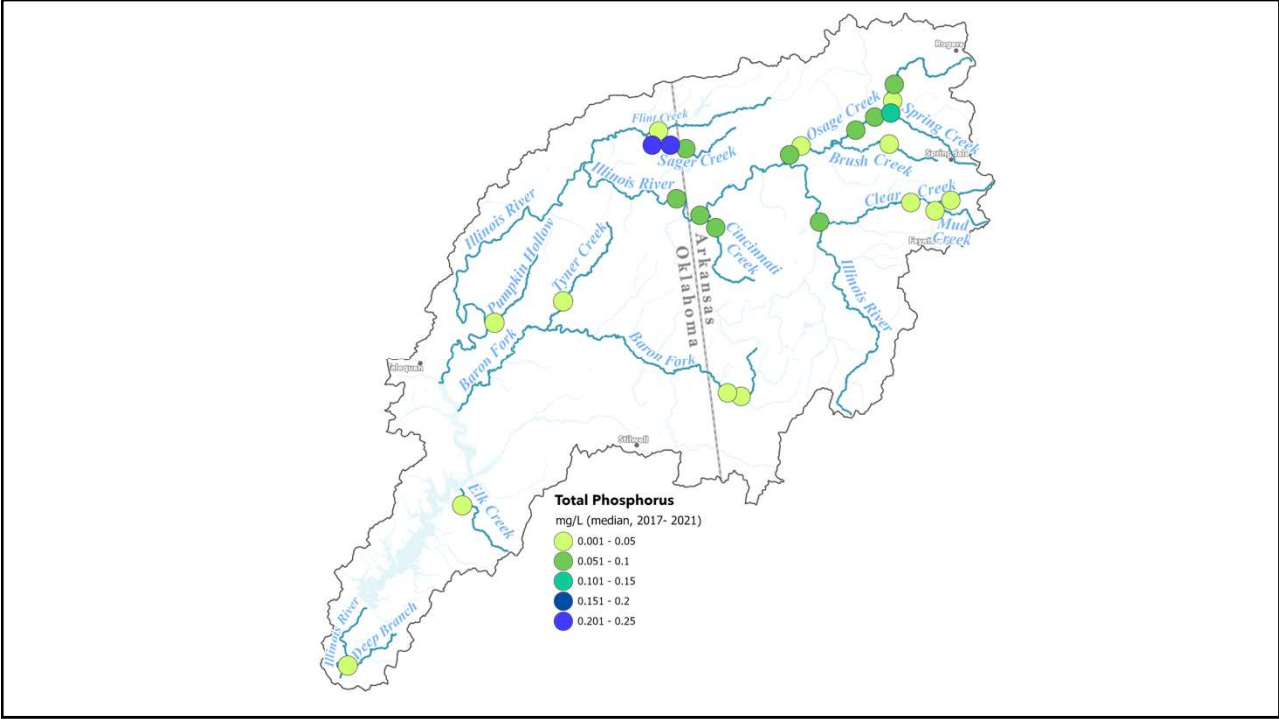 Rogers
Flint Creek
Osage Creek
Spring Creek
Sager Creek
Brush Creek
Springdale
Illinois River
Clear Creek
Mud Creek
Illinois River
Pumpkin Hollow
Tyner Creek
Cincinnati Creek
Arkansas
Oklahoma
Illinois River
Baron Fork
Baron Fork
Stilwell
Elk Creek
Total Phosphorus
mg/L (median, 2017- 2021)
0.001 - 0.05
0.051 - 0.1
0.101 - 0.15
0.151 - 0.2
0.201 - 0.25
Illinois River
Deep Branch